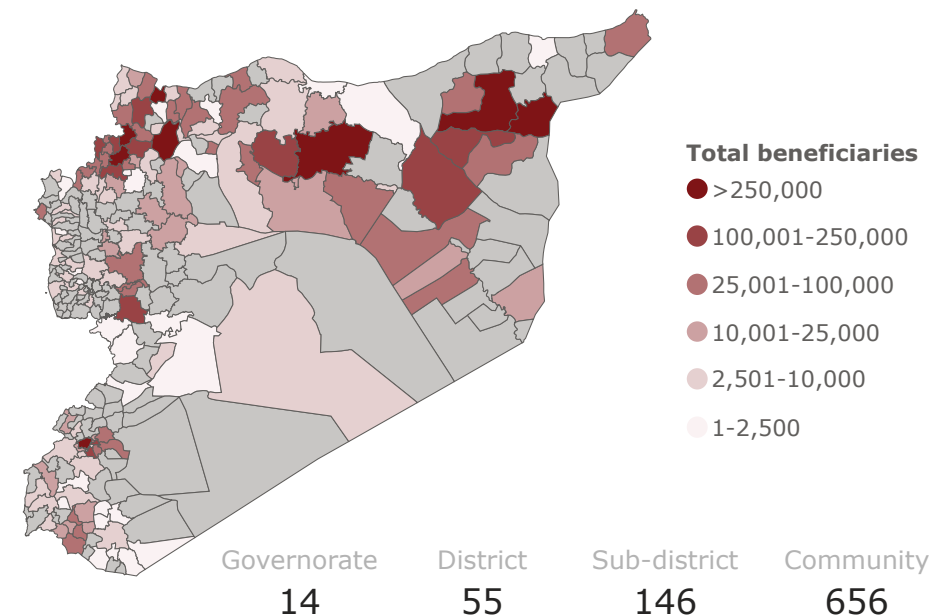 Total beneficiaries
>250,000
100,001-250,000
25,001-100,000
10,001-25,000
2,501-10,000
1-2,500
Governorate District Sub-district Community
14 55 146 656